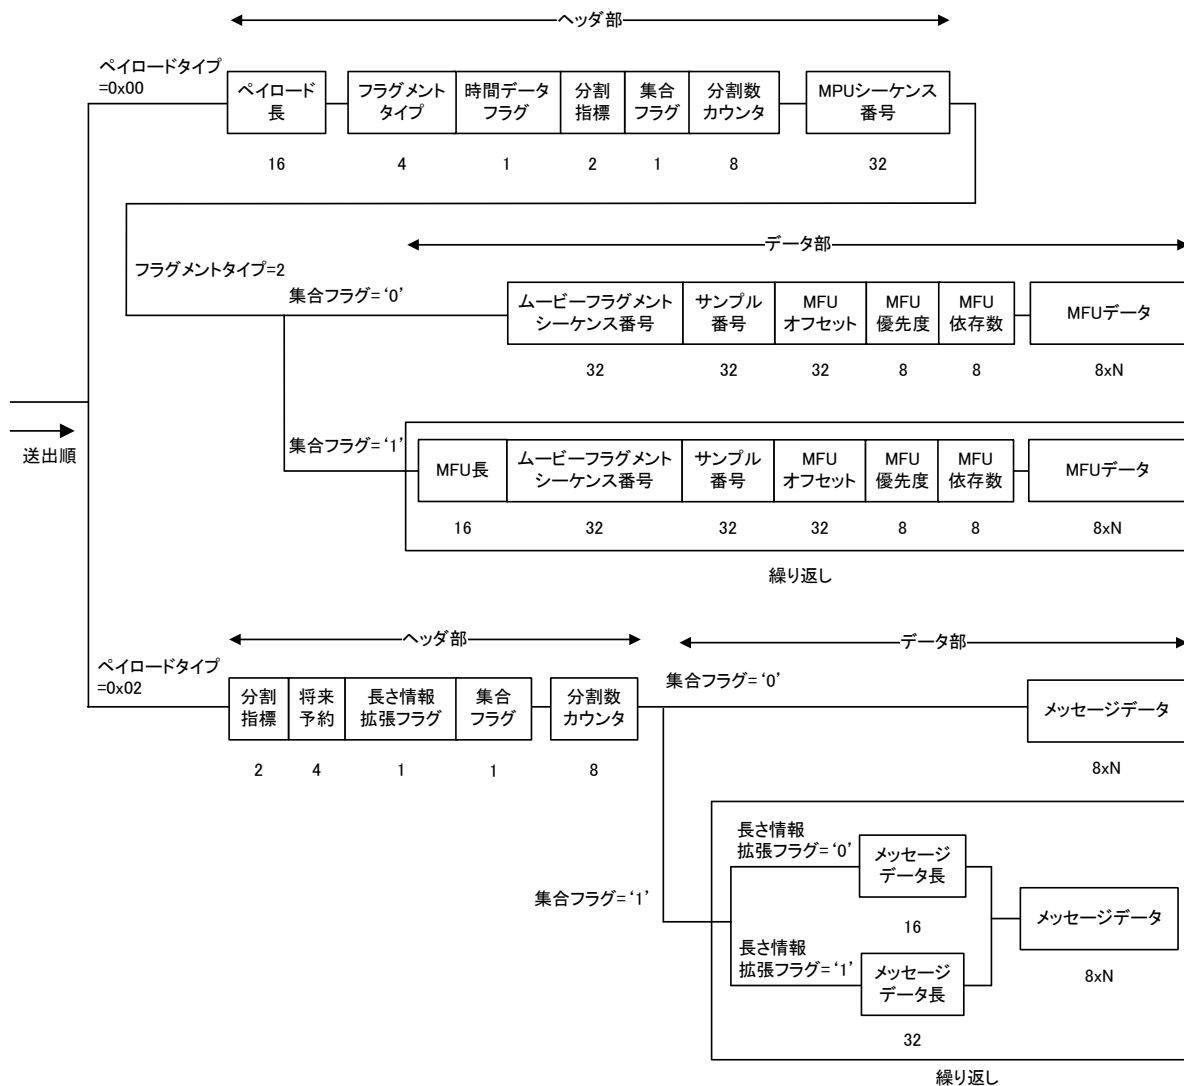 ヘッダ部
ペイロードタイプ
=0x00
ペイロード
長
フラグメント
タイプ
時間データ
フラグ
分割
指標
集合
フラグ
分割数
カウンタ
MPUシーケンス
番号
16
4
1
2
1
8
32
データ部
フラグメントタイプ=2
集合フラグ=‘0’
ムービーフラグメント
シーケンス番号
サンプル
番号
MFU
オフセット
MFU
優先度
MFU
依存数
MFUデータ
32
32
32
8
8
8xN
送出順
集合フラグ=‘1’
MFU長
ムービーフラグメント
シーケンス番号
サンプル
番号
MFU
オフセット
MFU
優先度
MFU
依存数
MFUデータ
16
32
32
32
8
8
8xN
繰り返し
ヘッダ部
データ部
ペイロードタイプ
=0x02
分割
指標
将来
予約
長さ情報
拡張フラグ
集合
フラグ
分割数
カウンタ
集合フラグ=‘0’
メッセージデータ
2
4
1
1
8
8xN
集合フラグ=‘1’
長さ情報
拡張フラグ=‘0’
メッセージ
データ長
16
長さ情報
拡張フラグ=‘1’
メッセージ
データ長
32
メッセージデータ
8xN
繰り返し